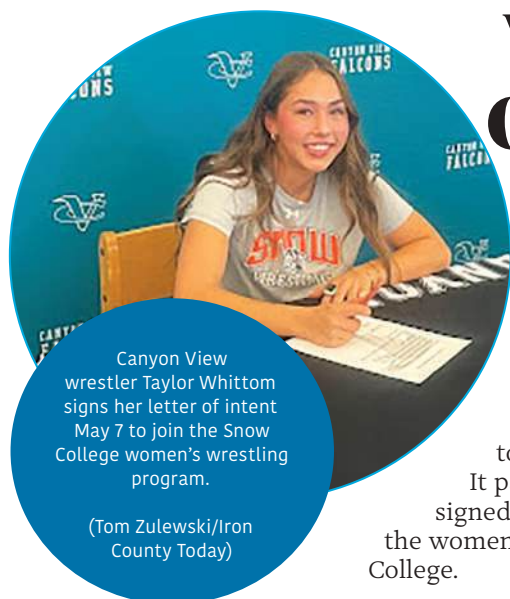 CANYON VIEW
FALCONS
CANYON VIEW
FALCONS
CANYON VIEW
FALCONS
SNOW
WRESTLING
Canyon View
wrestler Taylor Whittom
signs her letter of intent
May 7 to join the Snow
College women’s wrestling
program.
(Tom Zulewski/Iron
County Today)
It p
signed
the women
College.